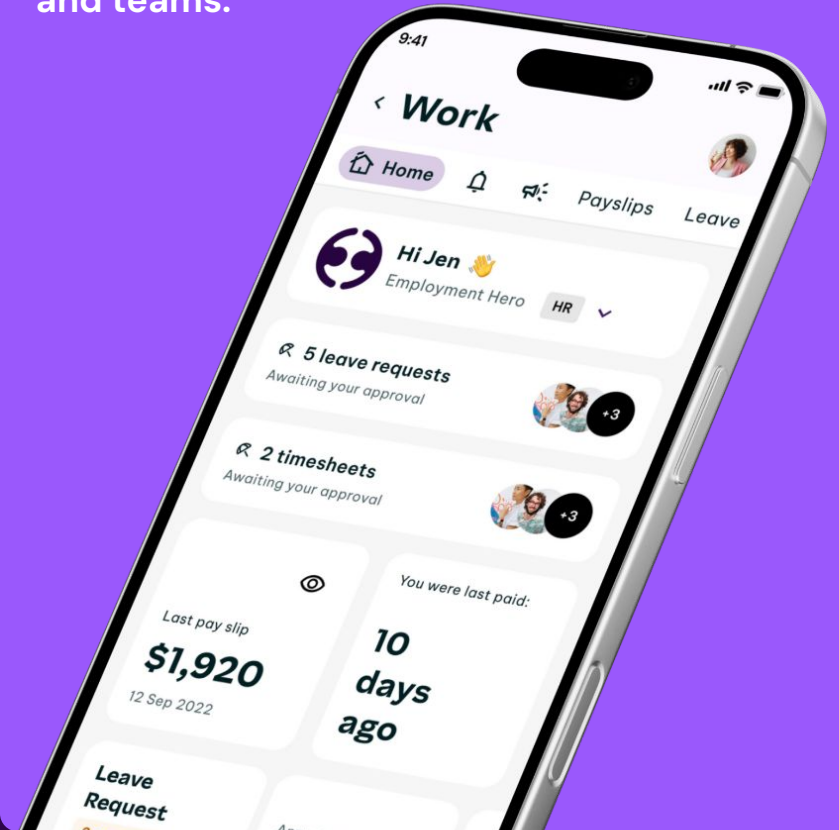 and teams.
9:41
Work
Home
Payslips
Leave
Hi Jen 👋
Employment Hero
HR
5 leave requests
Awaiting your approval
+3
2 timesheets
Awaiting your approval
+3
Last pay slip
$1,920
12 Sep 2022
You were last paid:
10
days
ago
Leave
Request